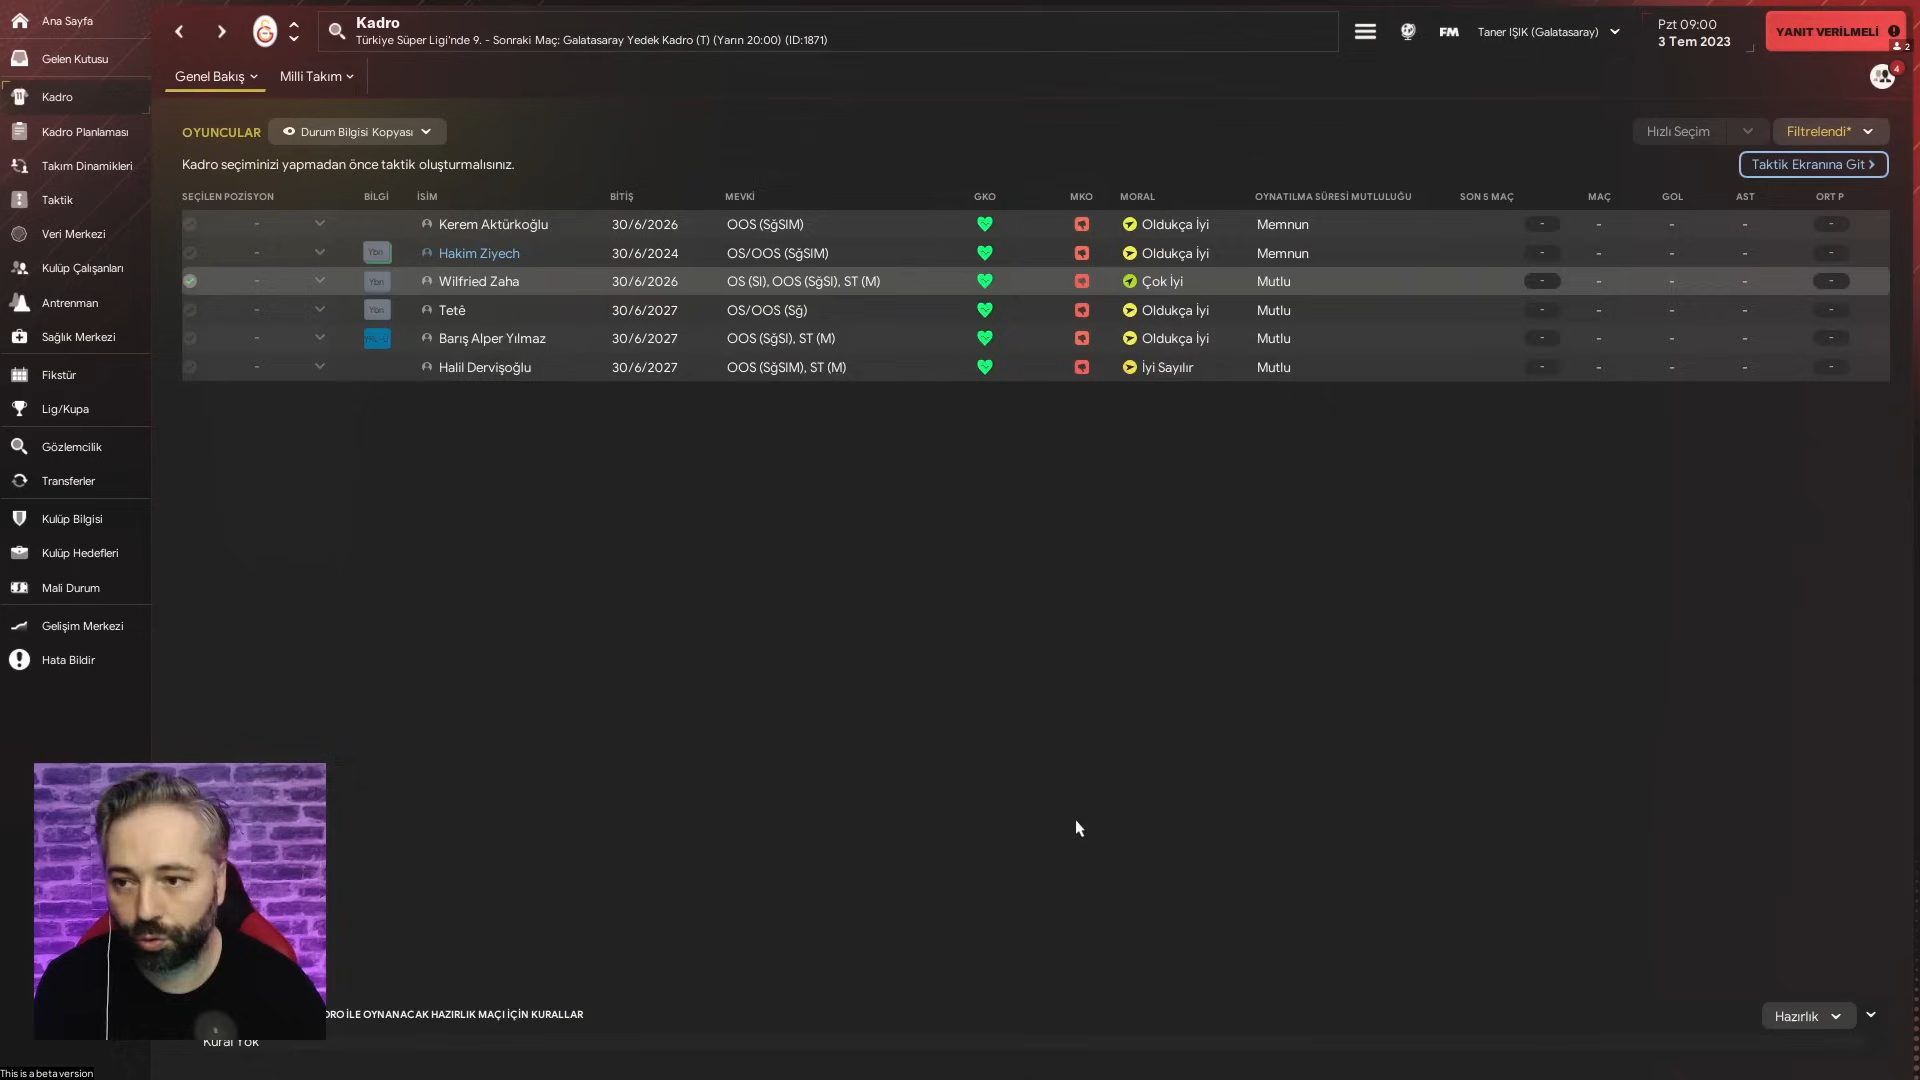 Ana Sayfa
Gelen Kutusu
Kadro
Kadro Planlaması
Takım Dinamikleri
Taktik
Veri Merkezi
Kulüp Çalışanları
Antrenman
Sağlık Merkezi
Fikstür
Lig/Kupa
Gözlemcilik
Transferler
Kulüp Bilgisi
Kulüp Hedefleri
Mali Durum
Gelişim Merkezi
Hata Bildir
Kadro
Türkiye Süper Ligi'nde 9. - Sonraki Maç: Galatasaray Yedek Kadro (T) (Yarın 20:00) (ID:1871)
FM
Taner IŞIK (Galatasaray)
Pzt 09:00
3 Tem 2023
YANIT VERİLMELİ
2
4
Genel Bakış
Milli Takım
OYUNCULAR
Durum Bilgisi Kopyası
Hızlı Seçim
Filtrelendi*
Kadro seçiminizi yapmadan önce taktik oluşturmalısınız.
Taktik Ekranına Git >
SEÇİLEN POZİSYON BİLGİ İSİM BİTİŞ MEVKİ GKO MKO MORAL OYNATILMA SÜRESİ MUTLULUĞU SON 5 MAÇ MAÇ GOL AST ORT P
- Kerem Aktürkoğlu 30/6/2026 OOS (SğSlM) Oldukça İyi Memnun - - - - -
- Ybn Hakim Ziyech 30/6/2024 OS/OOS (SğSlM) Oldukça İyi Memnun - - - - -
- Ybn Wilfried Zaha 30/6/2026 OS (Sl), OOS (SğSl), ST (M) Çok İyi Mutlu - - - - -
- Ybn Tetê 30/6/2027 OS/OOS (Sğ) Oldukça İyi Mutlu - - - - -
- Barış Alper Yılmaz 30/6/2027 OOS (SğSl), ST (M) Oldukça İyi Mutlu - - - - -
- Halil Dervişoğlu 30/6/2027 OOS (SğSlM), ST (M) İyi Sayılır Mutlu - - - - -
DRO İLE OYNANACAK HAZIRLIK MAÇI İÇİN KURALLAR
Hazırlık
Kural Yok
This is a beta version